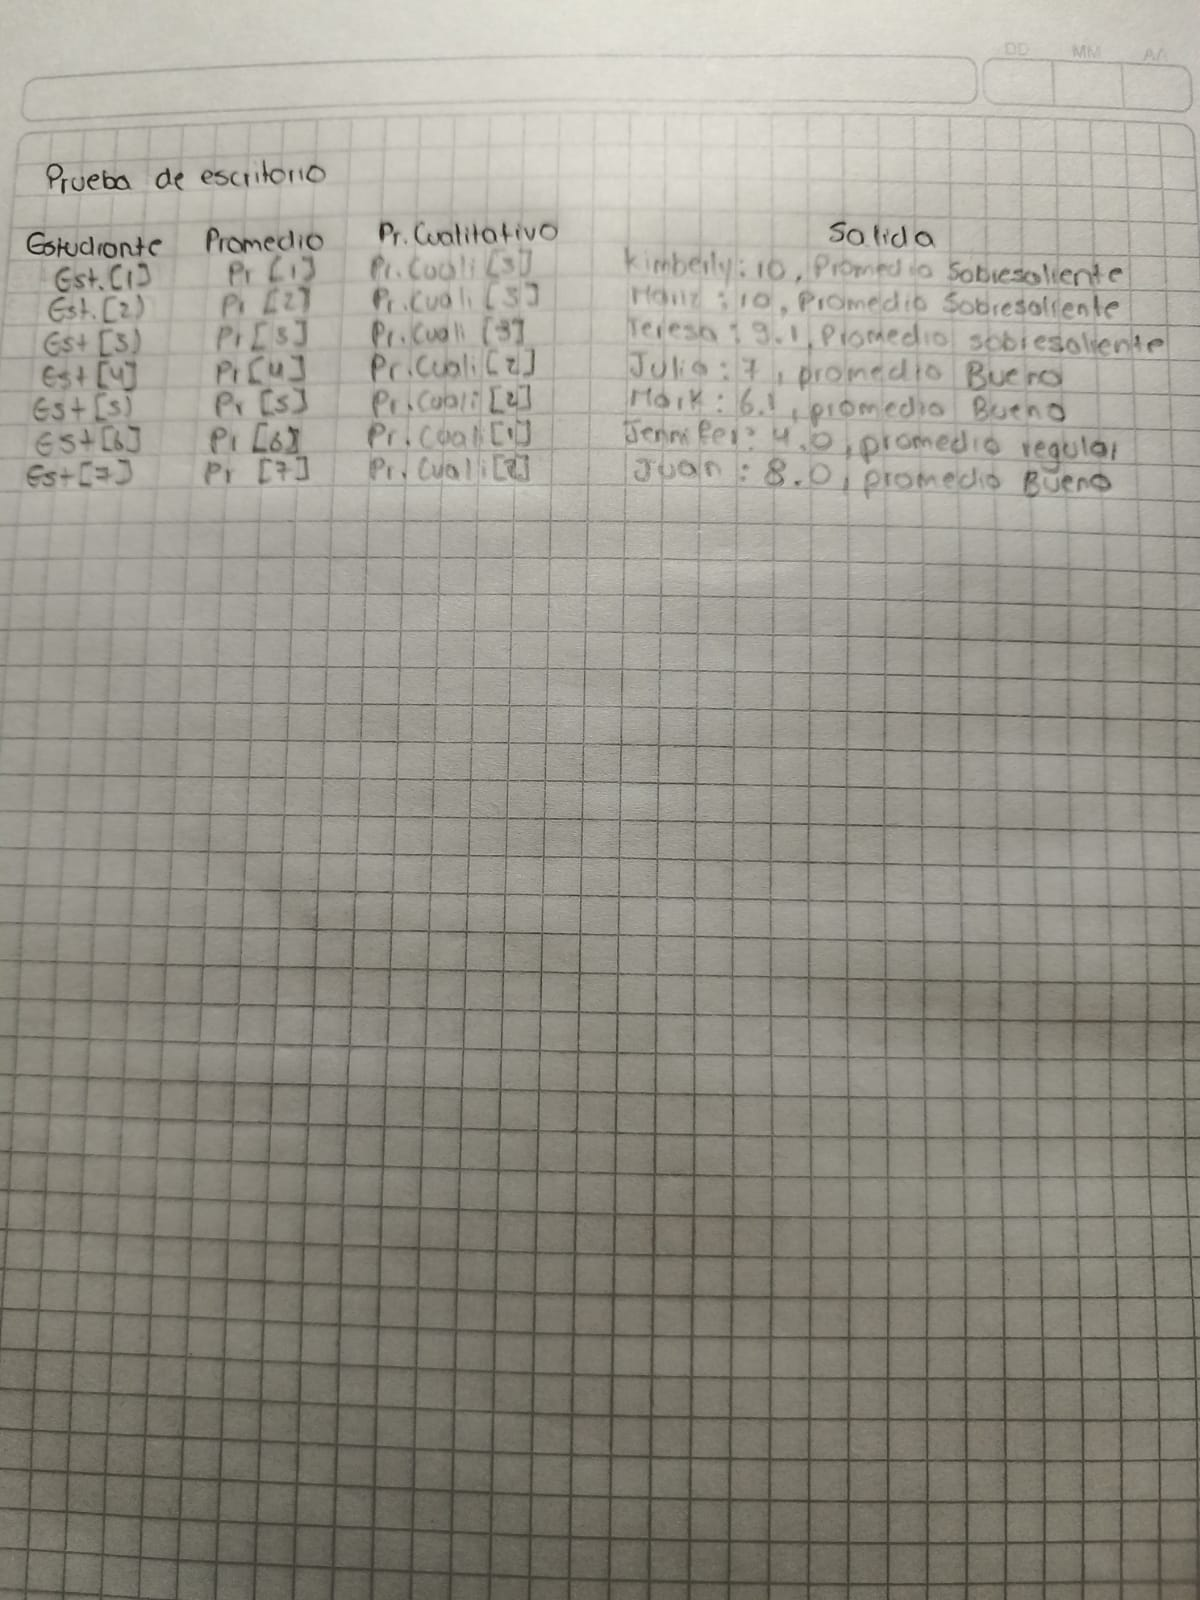 DD MM AA
Prueba de escritorio
Estudiante Promedio Pr. Cualitativo Salida
Est. [1] Pr [1] Pr. Cuali [3] Kimberly: 10, Promedio Sobresaliente
Est. [2] Pr [2] Pr. Cuali [3] : 10, Promedio Sobresaliente
Est [3] Pr [3] Pr. Cuali [3] Teresa: 9.1, Promedio sobresaliente
Est [4] Pr [4] Pr. Cuali [2] Julio: 7, promedio Bueno
Est [5] Pr [5] Pr. Cuali [2] Mark: 6.1, promedio Bueno
Est [6] Pr [6] Pr. Cuali [1] Jennifer: 4.0, promedio regular
Est [7] Pr [7] Pr. Cuali [2] Juan: 8.0, promedio Bueno